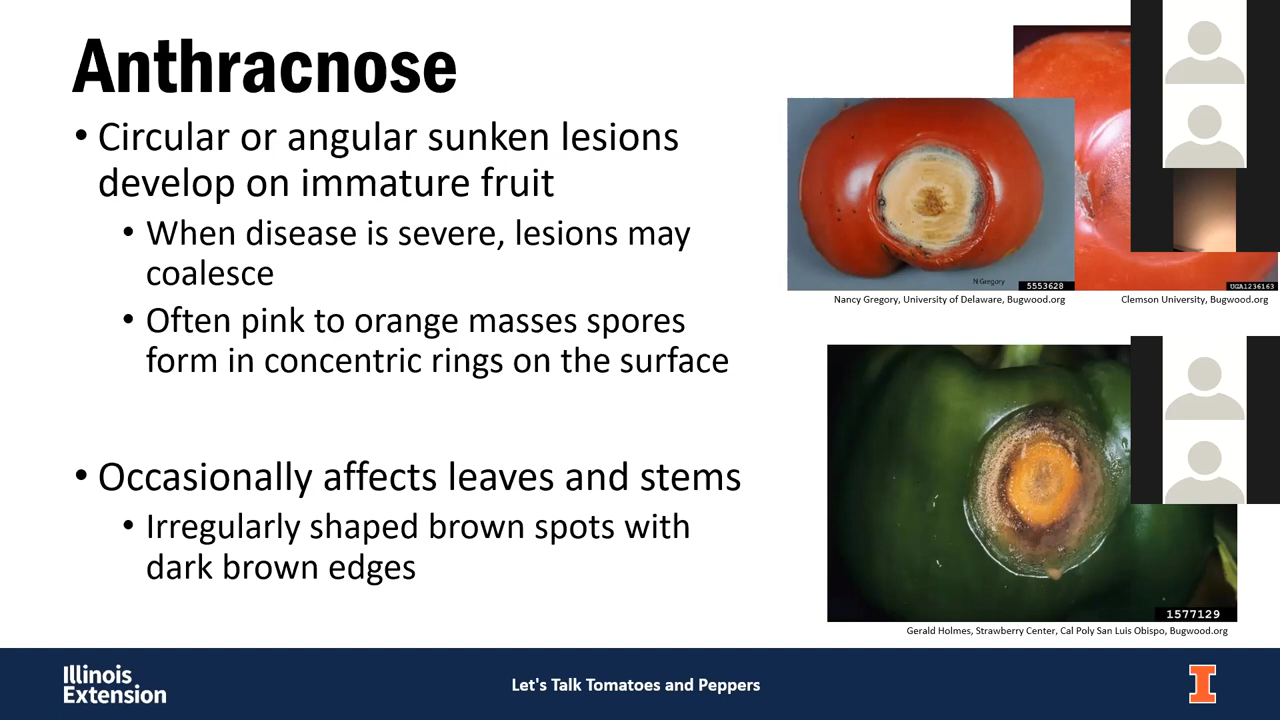 Anthracnose
• Circular or angular sunken lesions
develop on immature fruit
• When disease is severe, lesions may
coalesce
• Often pink to orange masses spores
form in concentric rings on the surface
• Occasionally affects leaves and stems
• Irregularly shaped brown spots with
dark brown edges
N Gregory
5553628
UGA1236163
Nancy Gregory, University of Delaware, Bugwood.org
Clemson University, Bugwood.org
1577129
Gerald Holmes, Strawberry Center, Cal Poly San Luis Obispo, Bugwood.org
Illinois
Extension
Let's Talk Tomatoes and Peppers
I